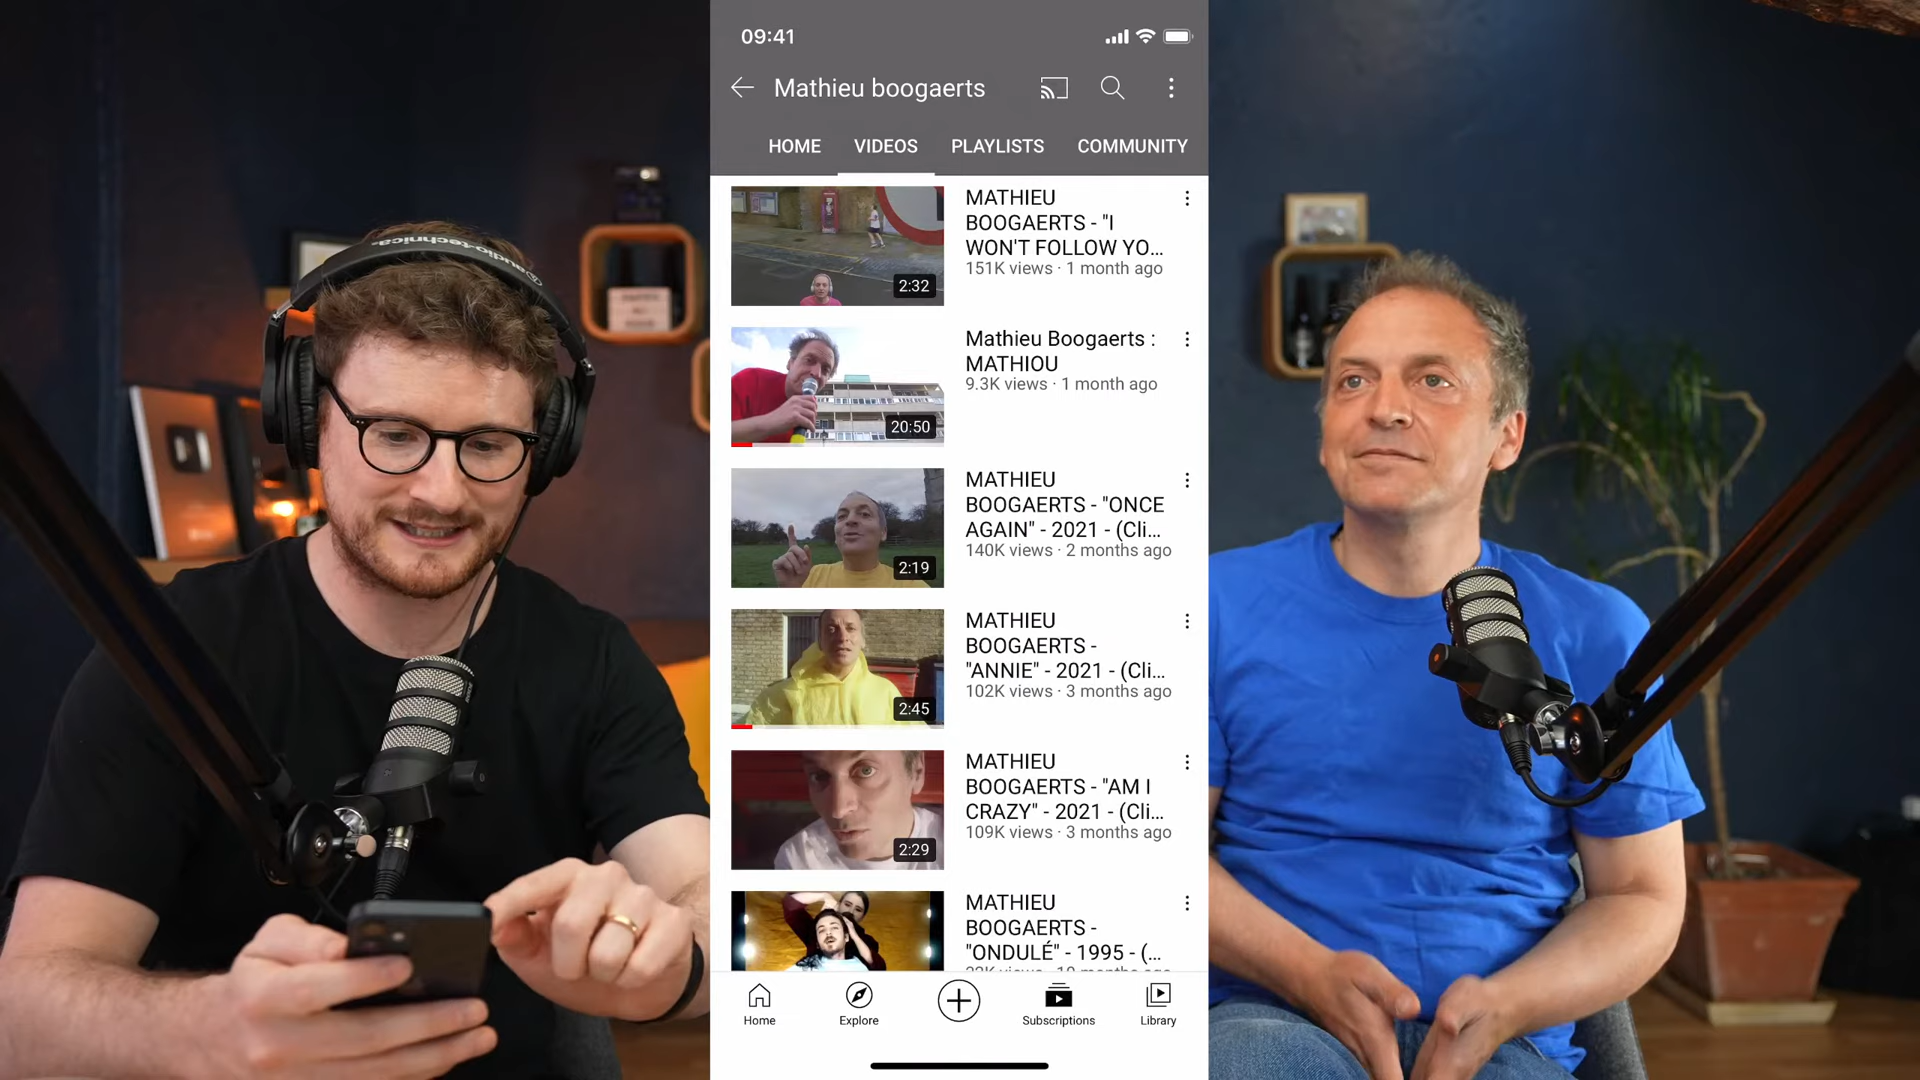 09:41
Mathieu boogaerts
HOME VIDEOS PLAYLISTS COMMUNITY
MATHIEU
BOOGAERTS - "I
WON'T FOLLOW YO...
151K views · 1 month ago
2:32
Mathieu Boogaerts :
MATHIOU
9.3K views · 1 month ago
20:50
MATHIEU
BOOGAERTS - "ONCE
AGAIN" - 2021 - (Cli...
140K views · 2 months ago
2:19
MATHIEU
BOOGAERTS -
"ANNIE" - 2021 - (Cli...
102K views · 3 months ago
2:45
MATHIEU
BOOGAERTS - "AM I
CRAZY" - 2021 - (Cli...
109K views · 3 months ago
2:29
MATHIEU
BOOGAERTS -
"ONDULÉ" - 1995 - (...
Home Explore Subscriptions Library
audio-technica